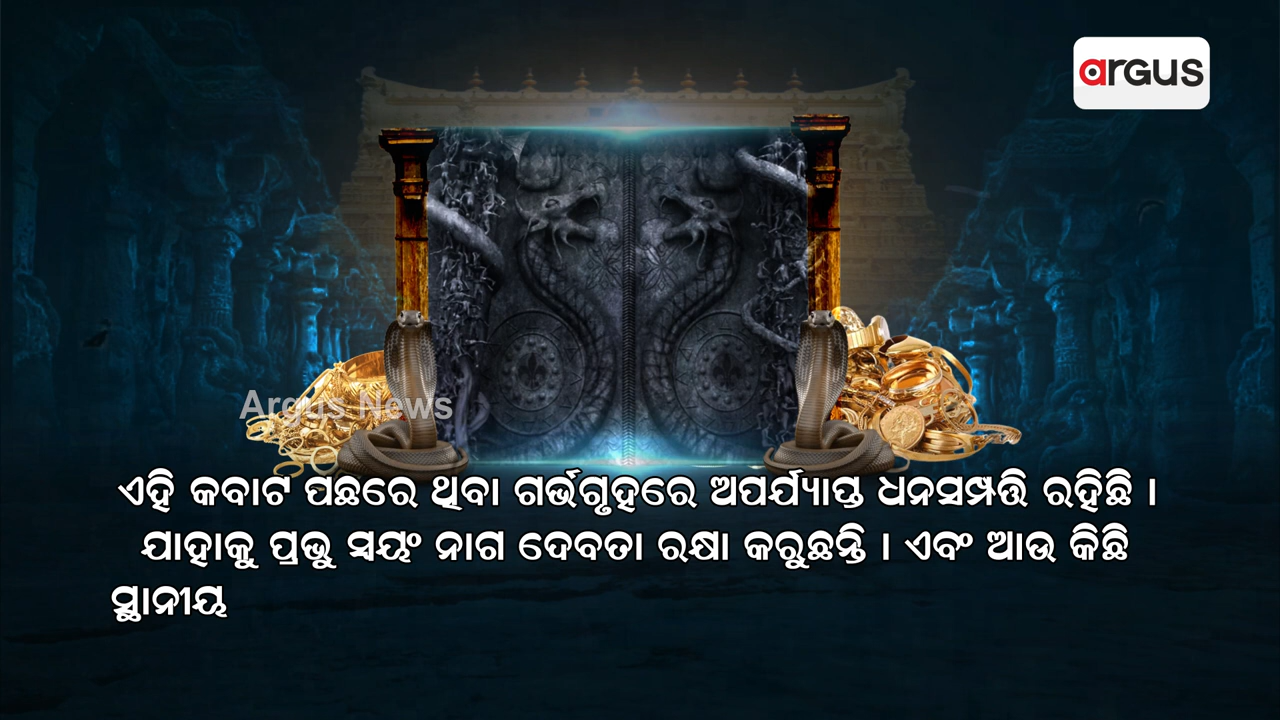 argus
Argus News
ଏହି କବାଟ ପଛରେ ଥିବା ଗର୍ଭଗୃହରେ ଅପର୍ଯ୍ୟାପ୍ତ ଧନସମ୍ପତ୍ତି ରହିଛି ।
ଯାହାକୁ ପ୍ରଭୁ ସ୍ୱୟଂ ନାଗ ଦେବତା ରକ୍ଷା କରୁଛନ୍ତି । ଏବଂ ଆଉ କିଛି
ସ୍ଥାନୀୟ